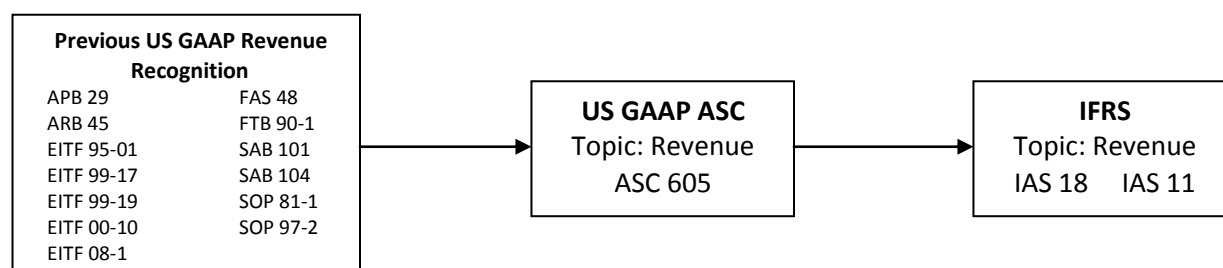 Previous US GAAP Revenue
Recognition
APB 29 FAS 48
ARB 45 FTB 90-1
EITF 95-01 SAB 101
EITF 99-17 SAB 104
EITF 99-19 SOP 81-1
EITF 00-10 SOP 97-2
EITF 08-1
US GAAP ASC
Topic: Revenue
ASC 605
IFRS
Topic: Revenue
IAS 18 IAS 11